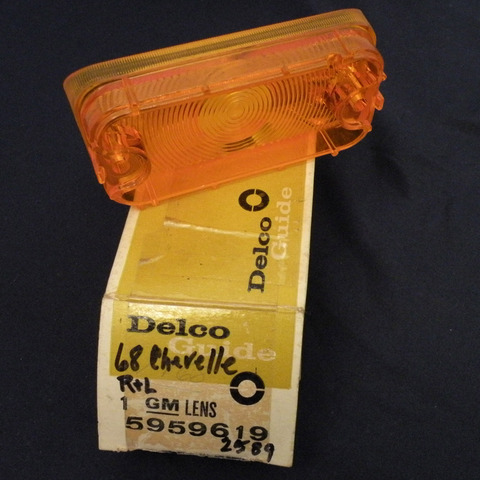 Delco
Guide
Delco
Guide
68 Chevelle
R+L
1 GM LENS
5959619
2589